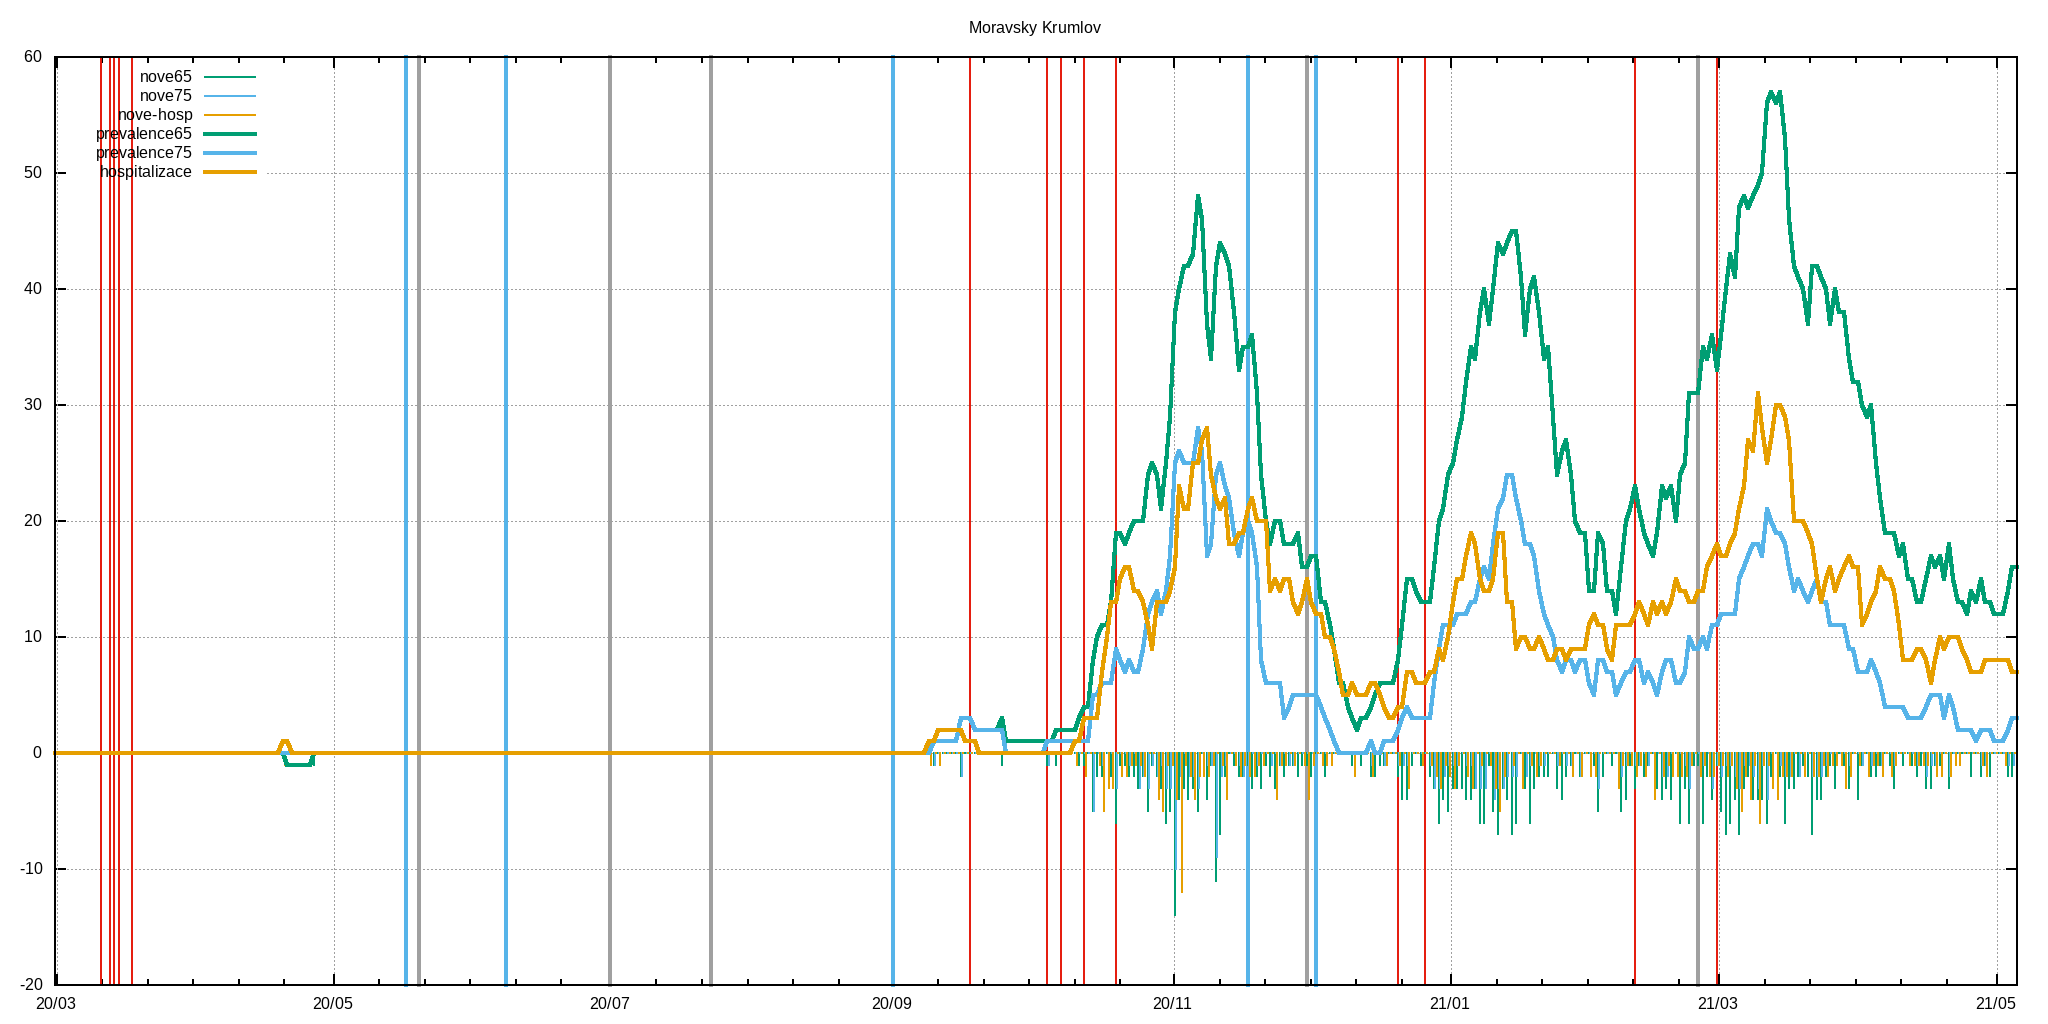 Moravsky Krumlov
60
nove65
nove75
nove-hosp
prevalence65
prevalence75
hospitalizace
50
40
30
20
10
0
-10
-20
20/03 20/05 20/07 20/09 20/11 21/01 21/03 21/05